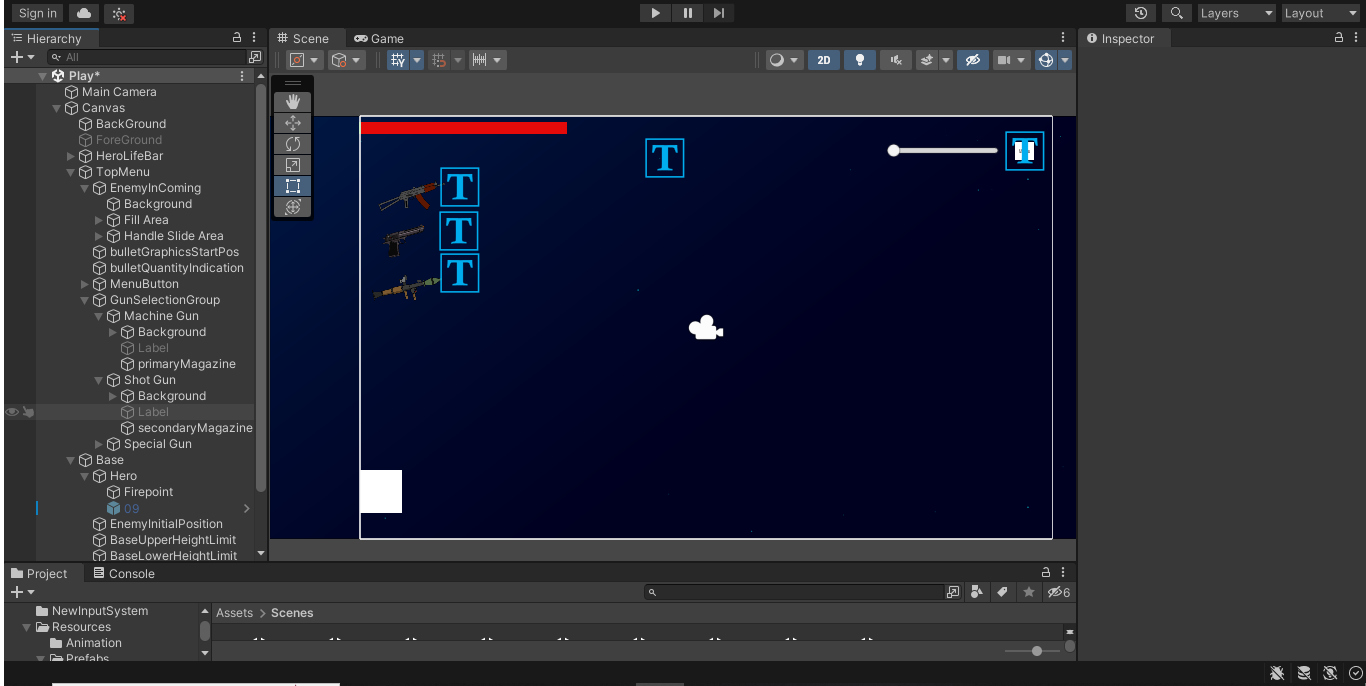 Sign in
Layers
Layout
Hierarchy
Scene
Game
Inspector
All
2D
Play*
Main Camera
Canvas
BackGround
ForeGround
HeroLifeBar
TopMenu
EnemyInComing
Background
Fill Area
Handle Slide Area
bulletGraphicsStartPos
bulletQuantityIndication
MenuButton
GunSelectionGroup
Machine Gun
Background
Label
primaryMagazine
Shot Gun
Background
Label
secondaryMagazine
Special Gun
Base
Hero
Firepoint
09
EnemyInitialPosition
BaseUpperHeightLimit
BaseLowerHeightLimit
T
T
T
T
T
Project
Console
6
NewInputSystem
Resources
Animation
Prefabs
Assets > Scenes